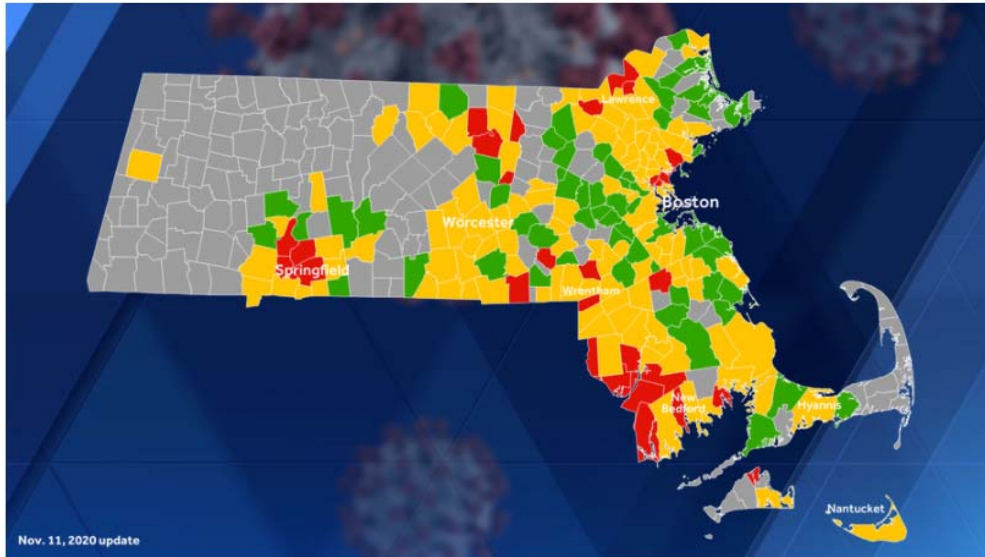 Lawrence
Boston
Worcester
Springfield
Wrentham
New
Bedford
Hyannis
Nantucket
Nov. 11, 2020 update